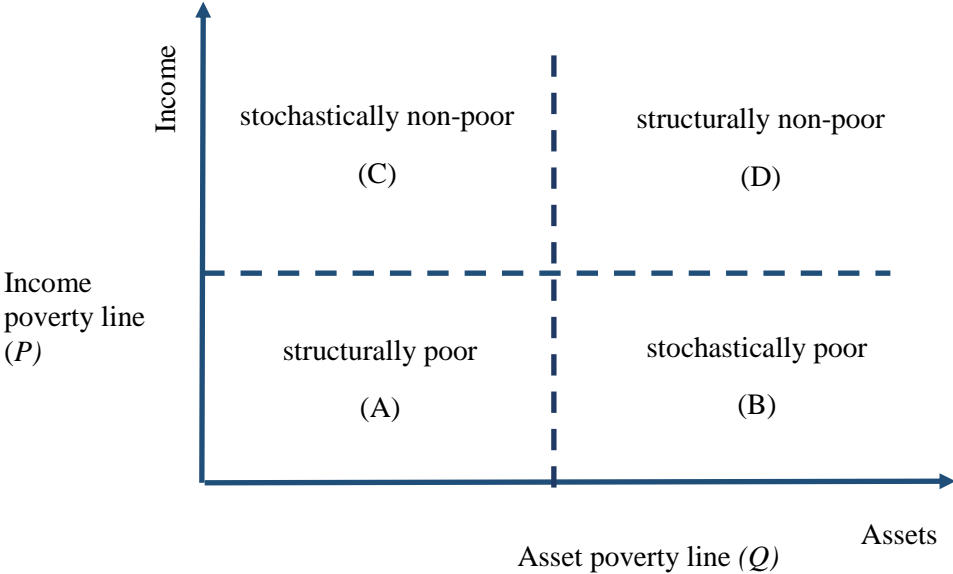 Income
stochastically non-poor
(C)
structurally non-poor
(D)
Income
poverty line
(P)
structurally poor
(A)
stochastically poor
(B)
Assets
Asset poverty line (Q)